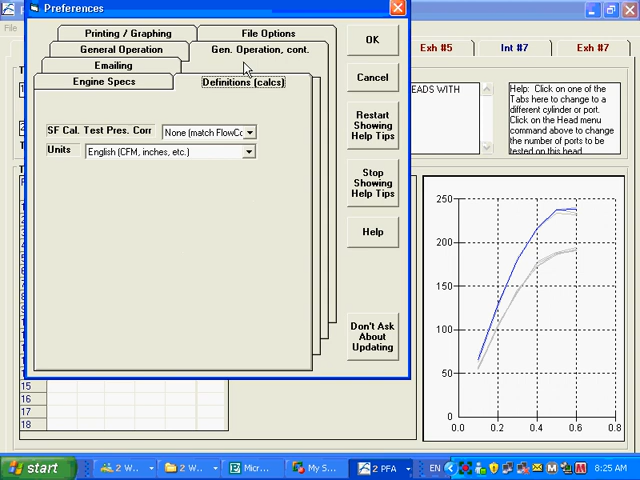 Preferences
Printing / Graphing
File Options
General Operation
Gen. Operation, cont.
Emailing
Engine Specs
Definitions (calcs)
SF Cal. Test Pres. Corr
None (match FlowCo
Units
English (CFM, inches, etc.)
OK
Cancel
Restart
Showing
Help Tips
Stop
Showing
Help Tips
Help
Don't Ask
About
Updating
Exh #5
Int #7
Exh #7
EADS WITH
Help: Click on one of the
Tabs here to change to a
different cylinder or port.
Click on the Head menu
command above to change
the number of ports to be
tested on this head.
250
200
150
100
50
0
0.0
0.2
0.4
0.6
0.8
15
16
17
18
start
2 W
2 W
Micr...
My S...
2 PFA
EN
8:25 AM